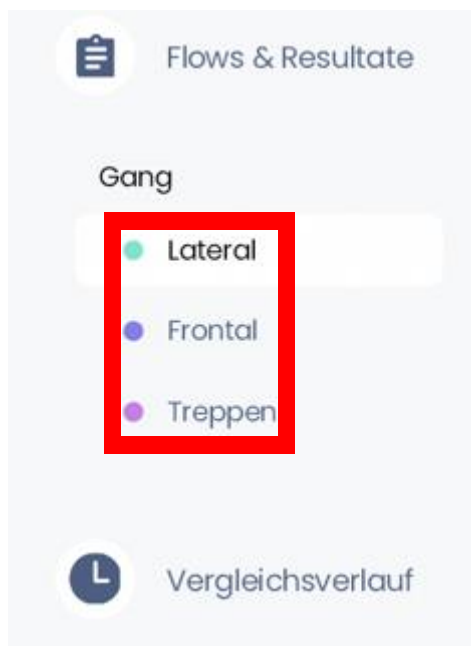 Flows & Resultate
Gang
Lateral
Frontal
Treppen
Vergleichsverlauf